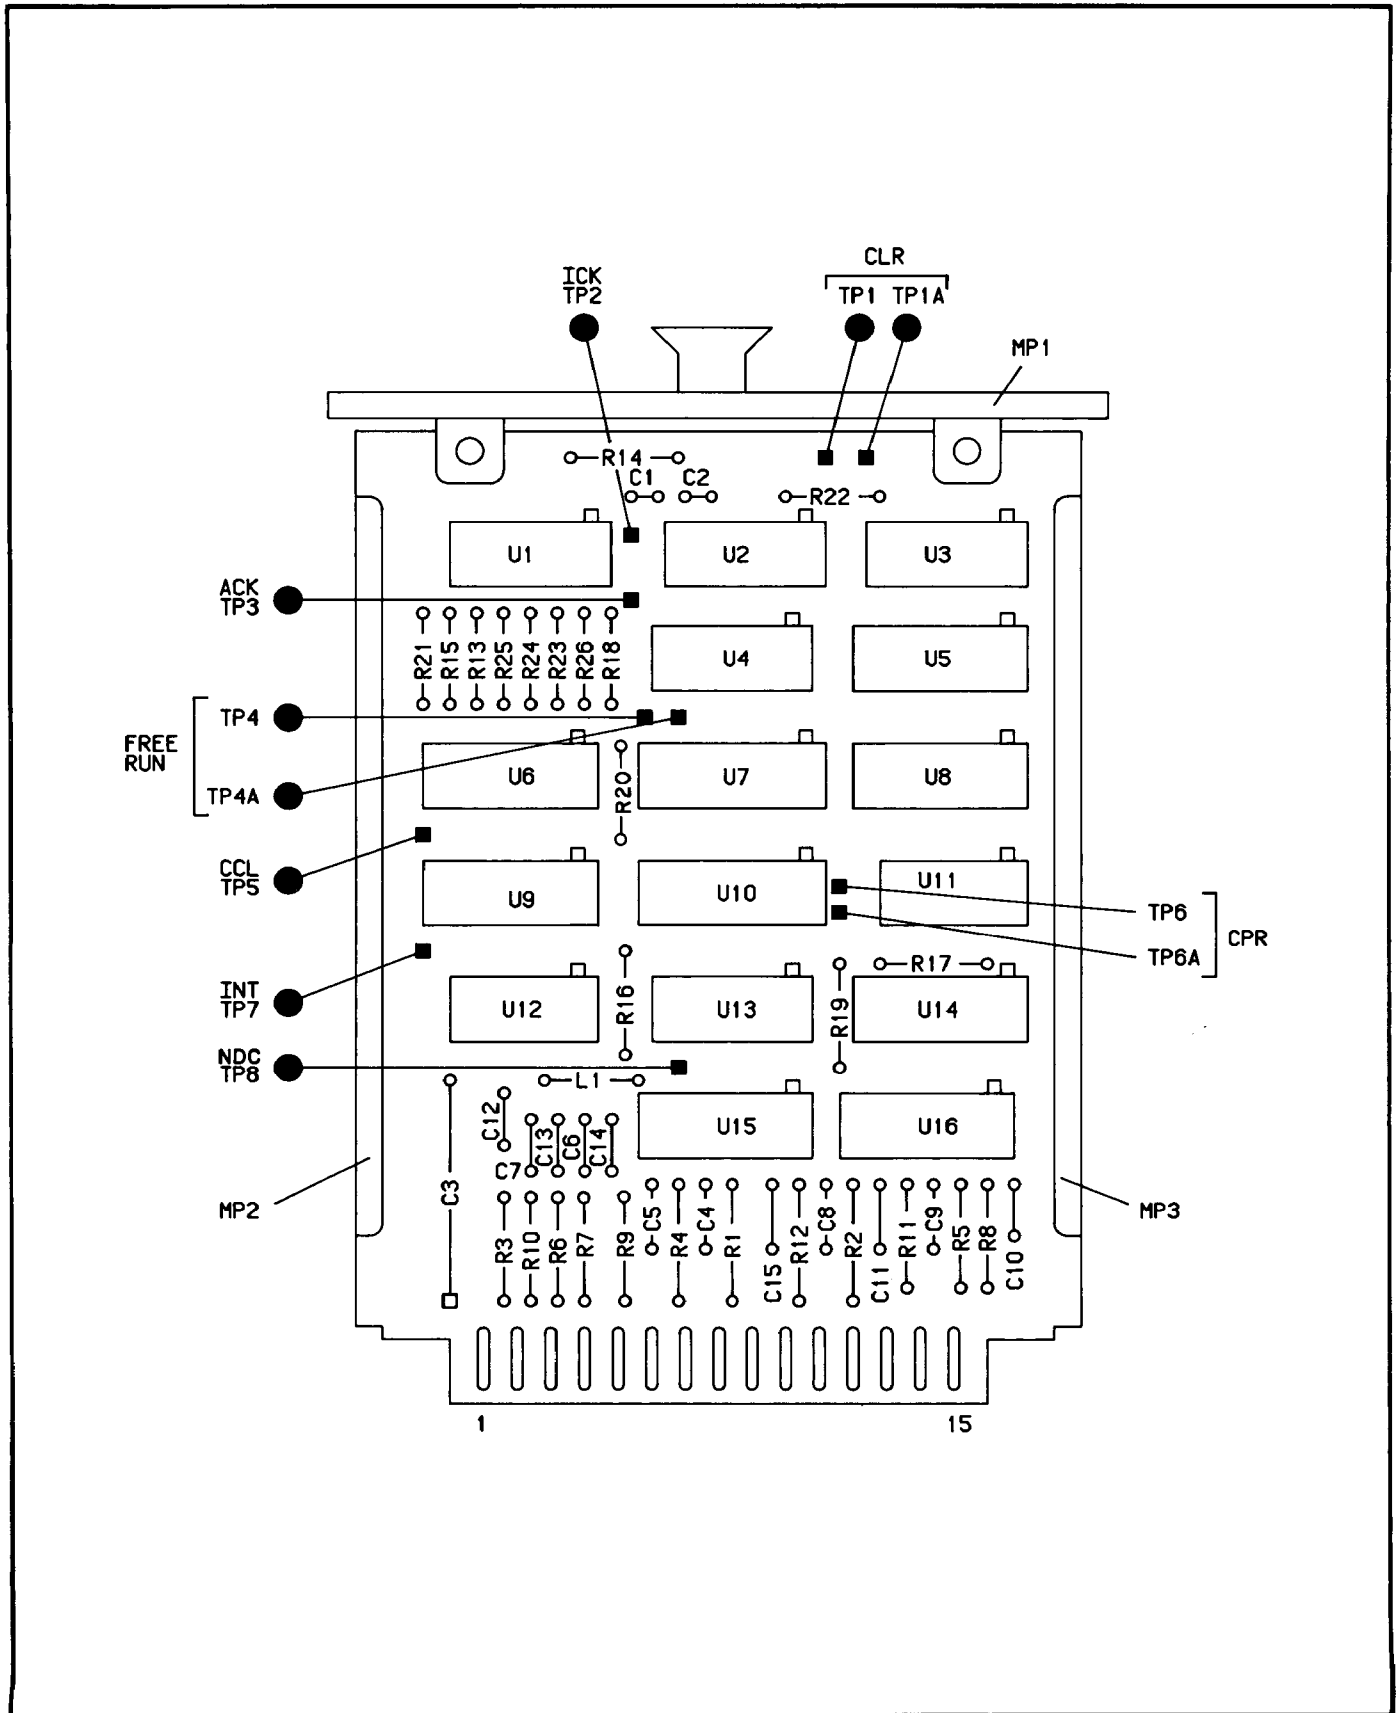 CLR
ICK
TP2
TP1 TP1A
MP1
R14
C1 C2
R22
U1 U2 U3
ACK
TP3
R21 R15 R13 R25 R24 R23 R26 R18
U4 U5
TP4
FREE
RUN
TP4A
U6 R20 U7 U8
CCL
TP5
U9 U10 U11
TP6
CPR
TP6A
INT
TP7
U12 R16 U13 R19 R17 U14
NDC
TP8
L1
C12 C13 C6 C14
C7
U15 U16
C3
MP2
MP3
R3 R10 R6 R7 R9 C5 R4 C4 R1 C15 R12 C8 R2 C11 R11 C9 R5 R8 C10
1 15